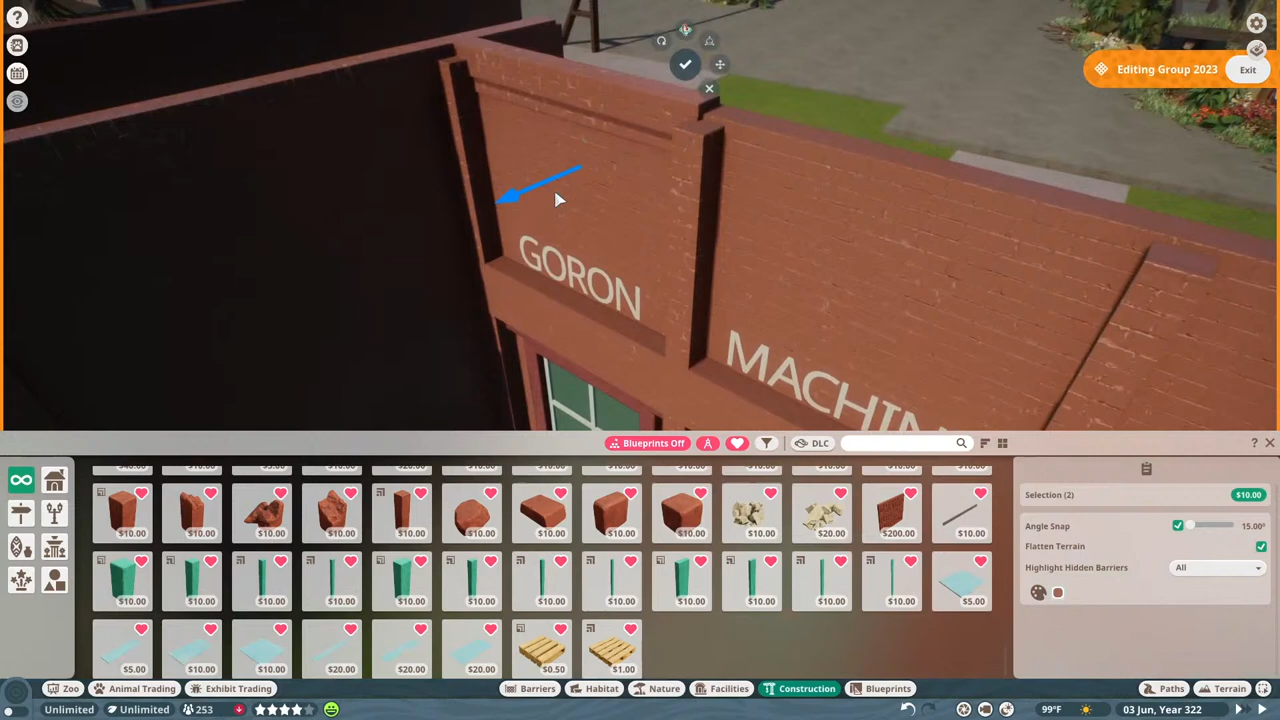 Editing Group 2023
Exit
GORON
MACHIN
Blueprints Off
DLC
$10.00 $10.00 $10.00 $10.00 $10.00 $10.00 $10.00 $10.00 $10.00 $10.00 $20.00 $200.00 $10.00
$10.00 $10.00 $10.00 $10.00 $10.00 $10.00 $10.00 $10.00 $10.00 $10.00 $10.00 $10.00 $5.00
$5.00 $10.00 $10.00 $20.00 $20.00 $20.00 $0.50 $1.00
Selection (2)
$10.00
Angle Snap
15.00°
Flatten Terrain
Highlight Hidden Barriers
All
Zoo
Animal Trading
Exhibit Trading
Barriers
Habitat
Nature
Facilities
Construction
Blueprints
Paths
Terrain
Unlimited
Unlimited
253
99°F
03 Jun, Year 322